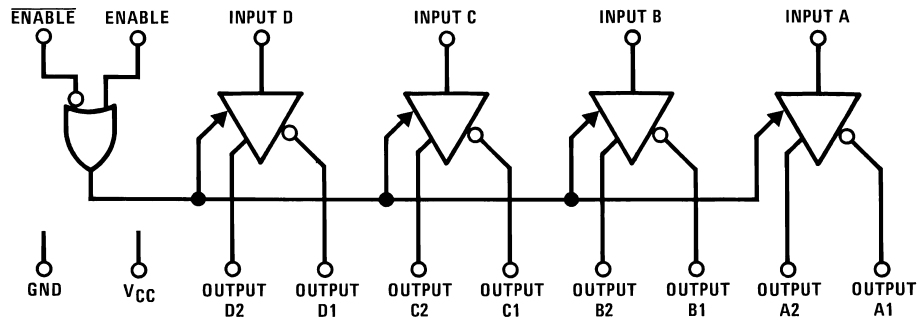 ENABLE
ENABLE
INPUT D
INPUT C
INPUT B
INPUT A
GND
VCC
OUTPUT
D2
OUTPUT
D1
OUTPUT
C2
OUTPUT
C1
OUTPUT
B2
OUTPUT
B1
OUTPUT
A2
OUTPUT
A1